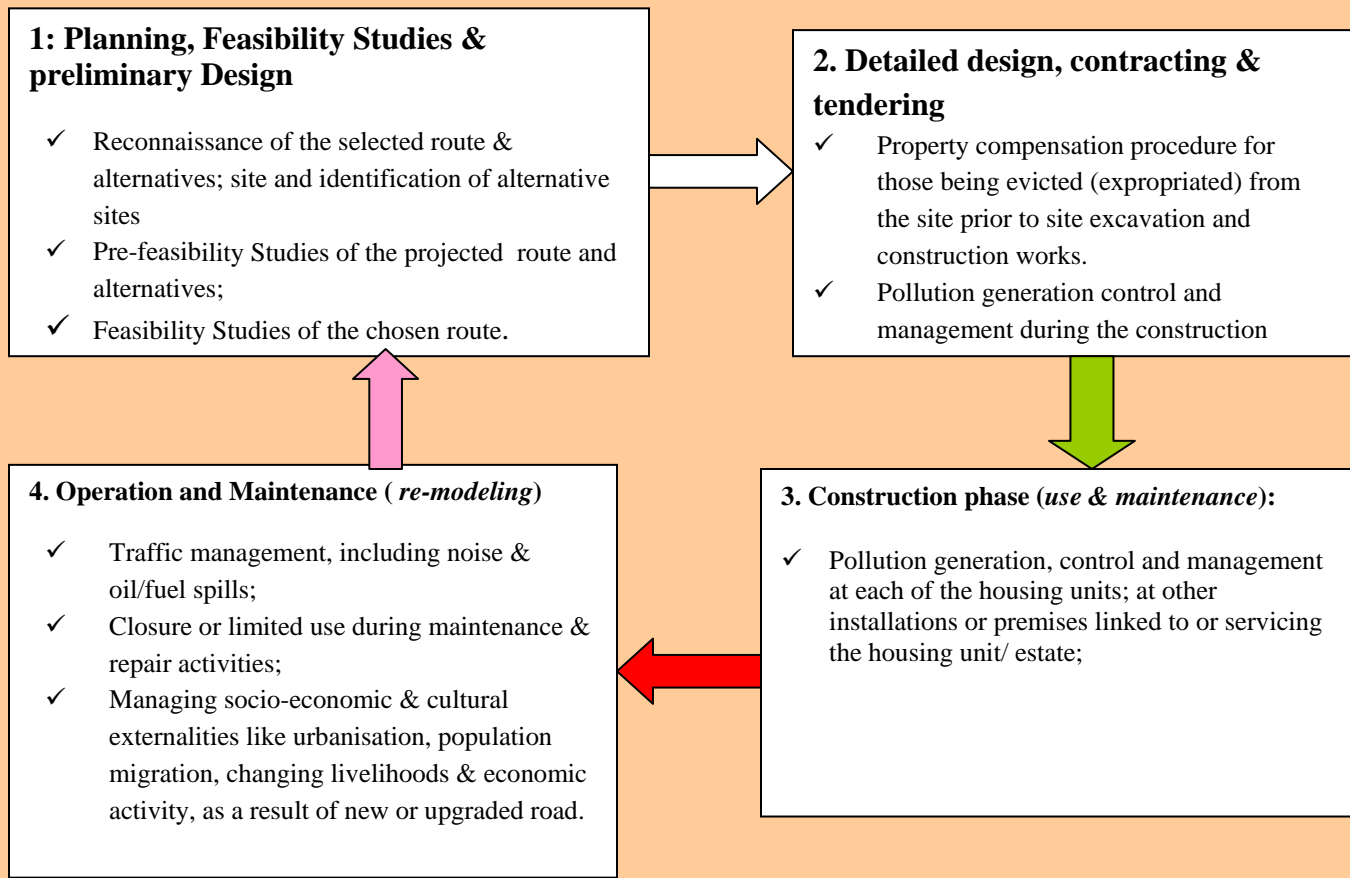 1: Planning, Feasibility Studies &
preliminary Design
✓ Reconnaissance of the selected route &
alternatives; site and identification of alternative
sites
✓ Pre-feasibility Studies of the projected route and
alternatives;
✓ Feasibility Studies of the chosen route.
2. Detailed design, contracting &
tendering
✓ Property compensation procedure for
those being evicted (expropriated) from
the site prior to site excavation and
construction works.
✓ Pollution generation control and
management during the construction
3. Construction phase (use & maintenance):
✓ Pollution generation, control and management
at each of the housing units; at other
installations or premises linked to or servicing
the housing unit/ estate;
4. Operation and Maintenance ( re-modeling)
✓ Traffic management, including noise &
oil/fuel spills;
✓ Closure or limited use during maintenance &
repair activities;
✓ Managing socio-economic & cultural
externalities like urbanisation, population
migration, changing livelihoods & economic
activity, as a result of new or upgraded road.